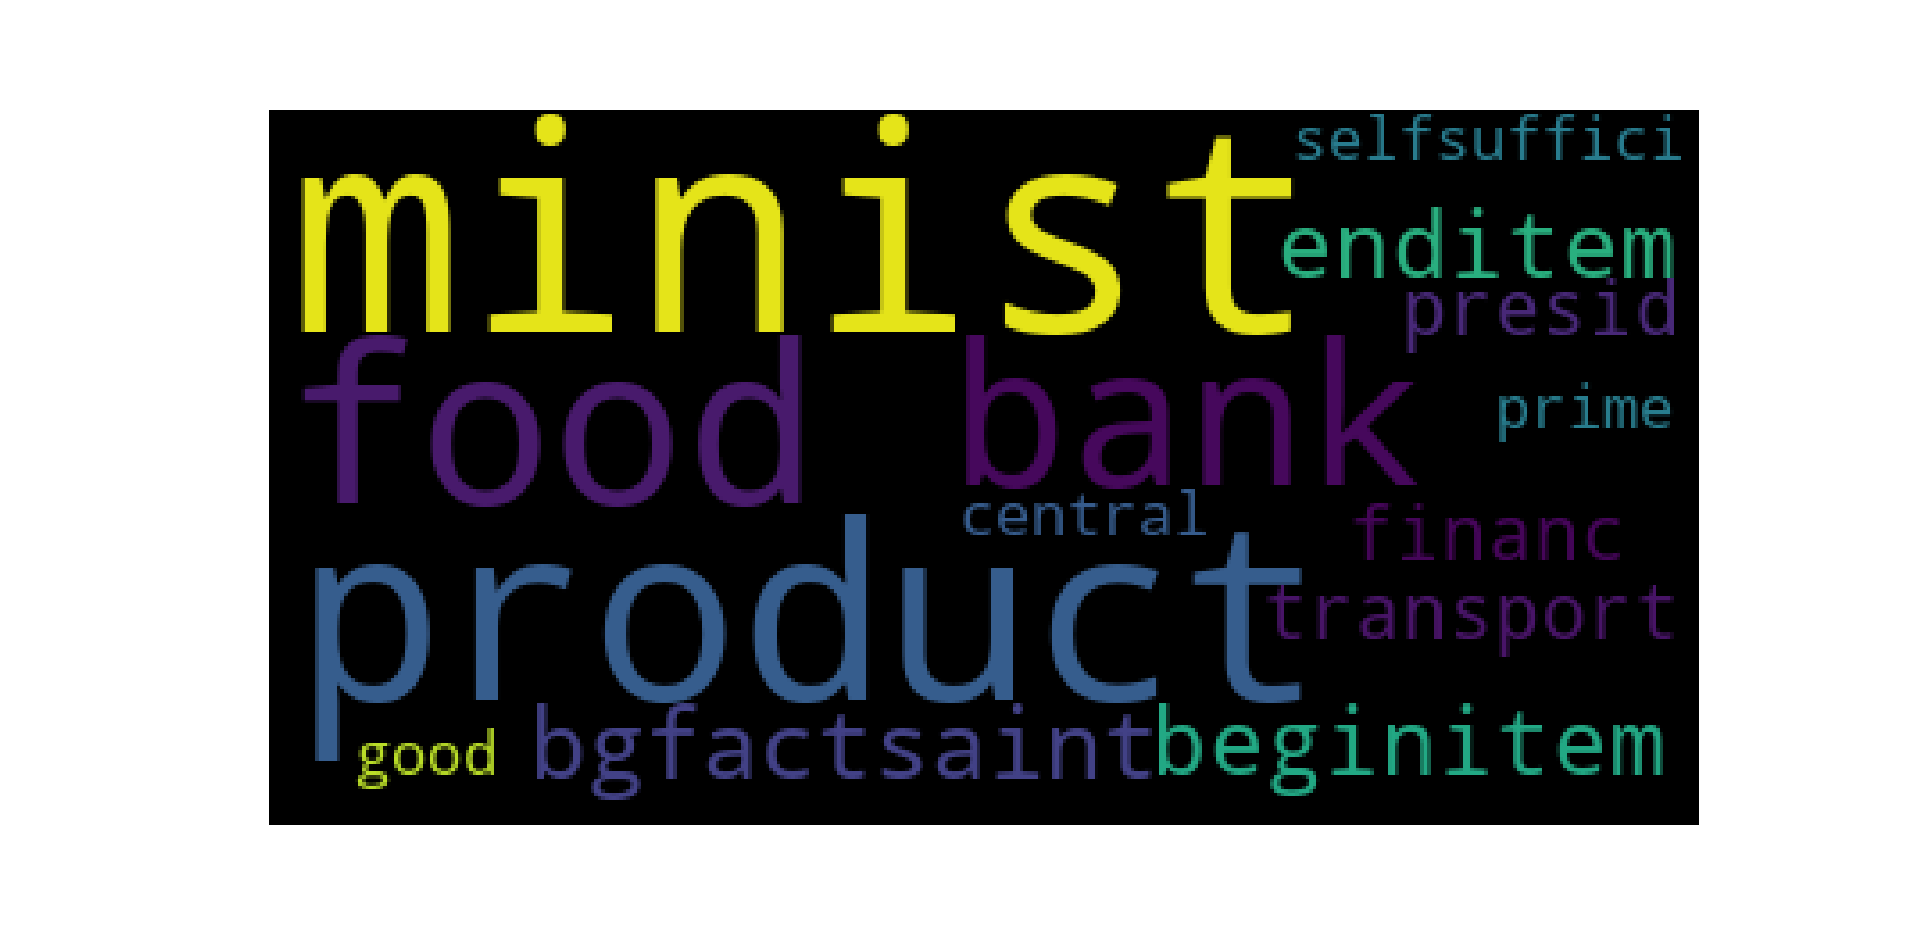 minist
selfsuffici
enditem
presid
food bank
prime
central
financ
product
transport
good
bgfactsaint
beginitem